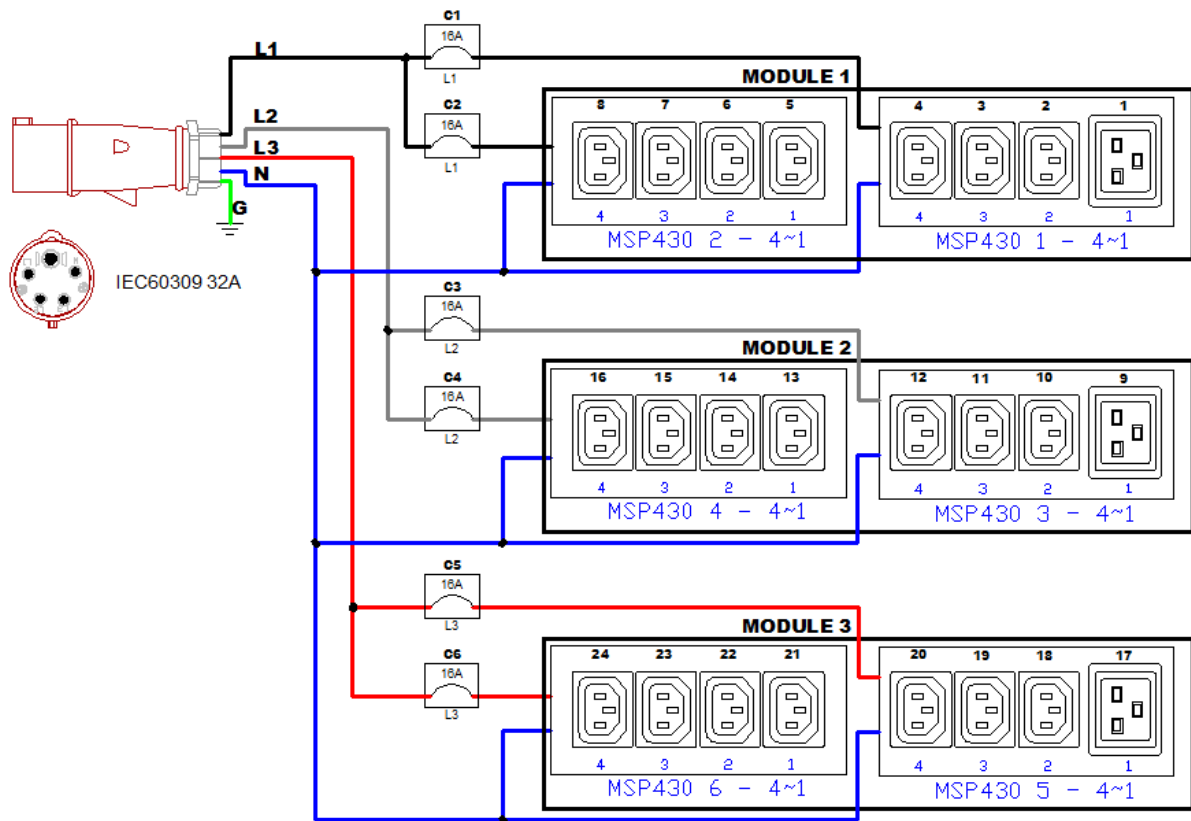 C1
16A
L1
L1
MODULE 1
C2
16A
L1
8 7 6 5
4 3 2 1
4 3 2 1
MSP430 2 - 4~1
4 3 2 1
MSP430 1 - 4~1
L2
L3
N
G
IEC60309 32A
C3
16A
L2
MODULE 2
C4
16A
L2
16 15 14 13
12 11 10 9
4 3 2 1
MSP430 4 - 4~1
4 3 2 1
MSP430 3 - 4~1
C5
16A
L3
MODULE 3
C6
16A
L3
24 23 22 21
20 19 18 17
4 3 2 1
MSP430 6 - 4~1
4 3 2 1
MSP430 5 - 4~1